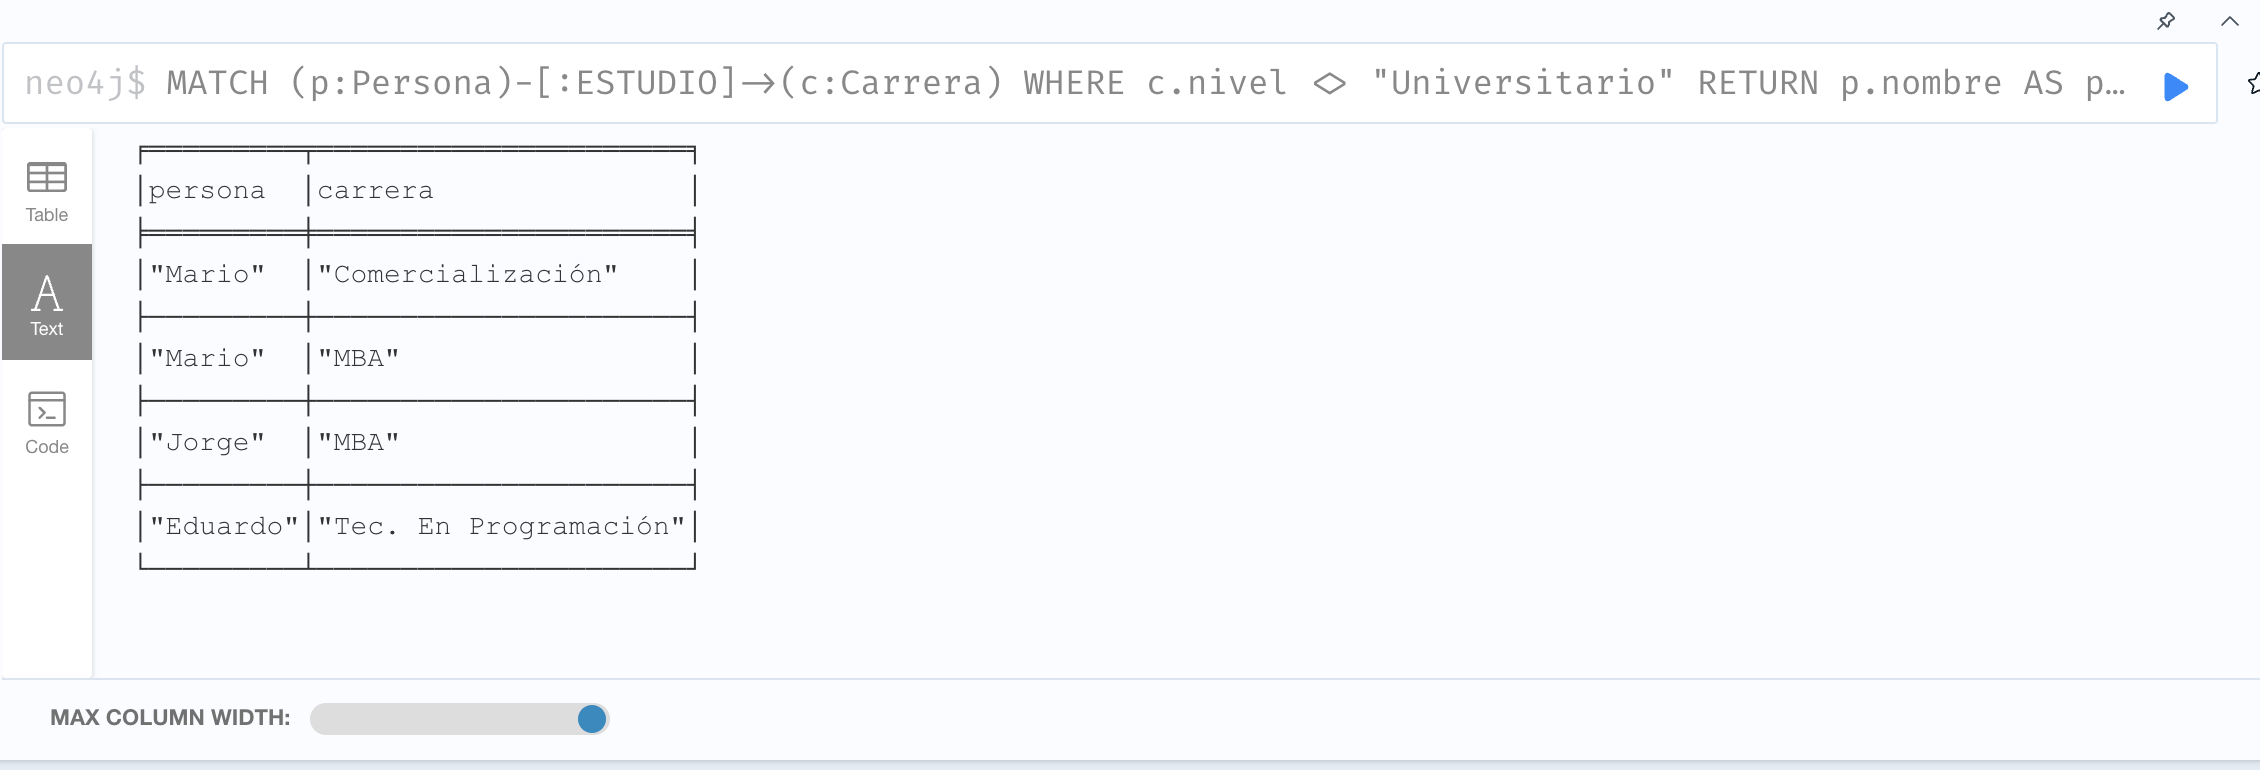 neo4j$ MATCH (p:Persona)-[:ESTUDIO]→(c:Carrera) WHERE c.nivel <> "Universitario" RETURN p.nombre AS p…
Table
Text
Code
persona carrera
"Mario" "Comercialización"
"Mario" "MBA"
"Jorge" "MBA"
"Eduardo" "Tec. En Programación"
MAX COLUMN WIDTH: